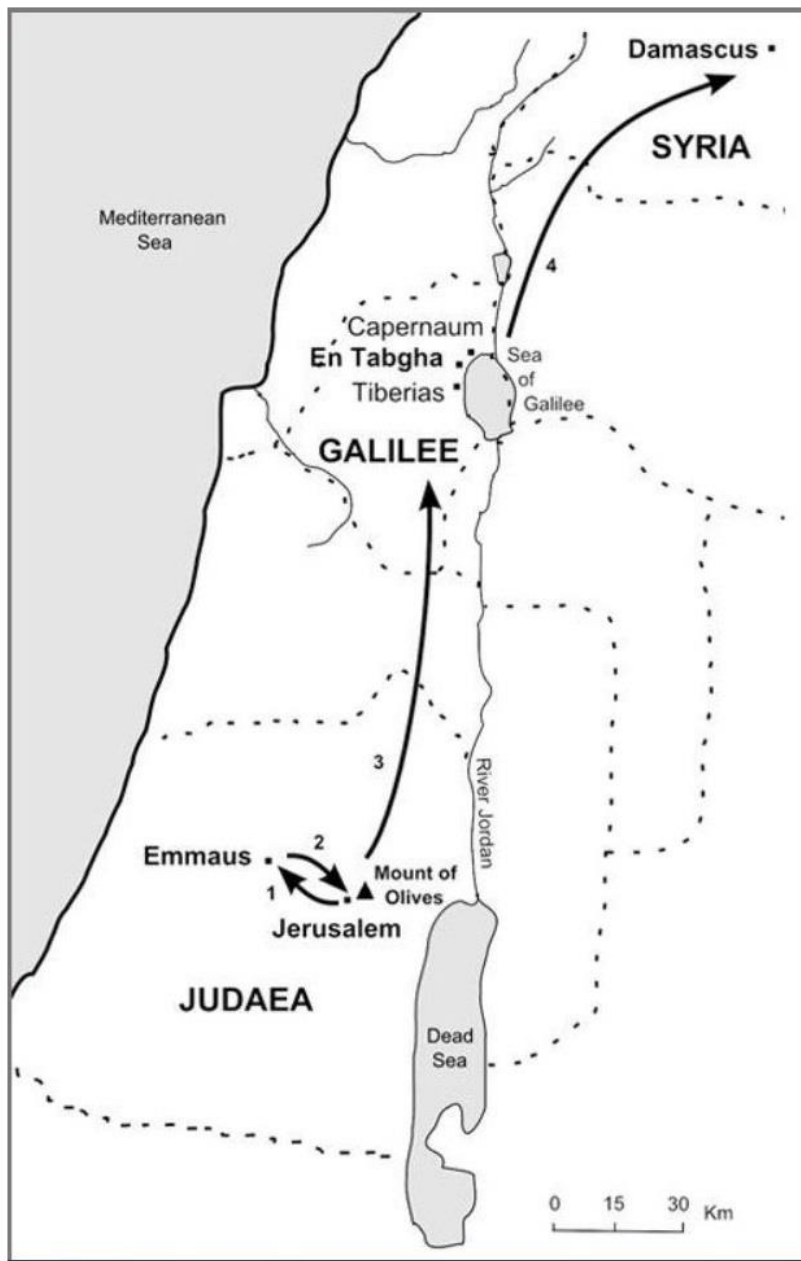 Damascus
SYRIA
Mediterranean
Sea
4
Capernaum
En Tabgha
Tiberias
Sea
of
Galilee
GALILEE
3
River Jordan
Emmaus
2
1
Mount of
Olives
Jerusalem
JUDAEA
Dead
Sea
0 15 30 Km